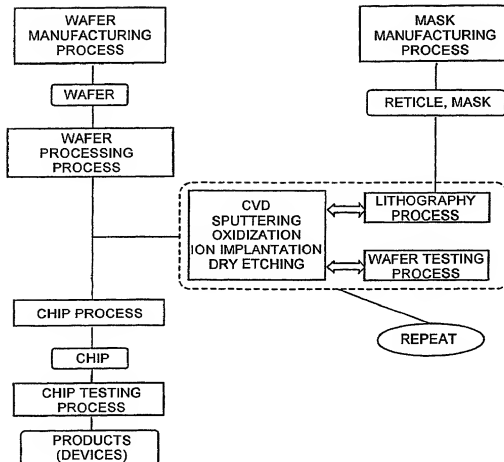 WAFER
MANUFACTURING
PROCESS
MASK
MANUFACTURING
PROCESS
WAFER
RETICLE, MASK
WAFER
PROCESSING
PROCESS
CVD
SPUTTERING
OXIDIZATION
ION IMPLANTATION
DRY ETCHING
LITHOGRAPHY
PROCESS
WAFER TESTING
PROCESS
CHIP PROCESS
REPEAT
CHIP
CHIP TESTING
PROCESS
PRODUCTS
(DEVICES)